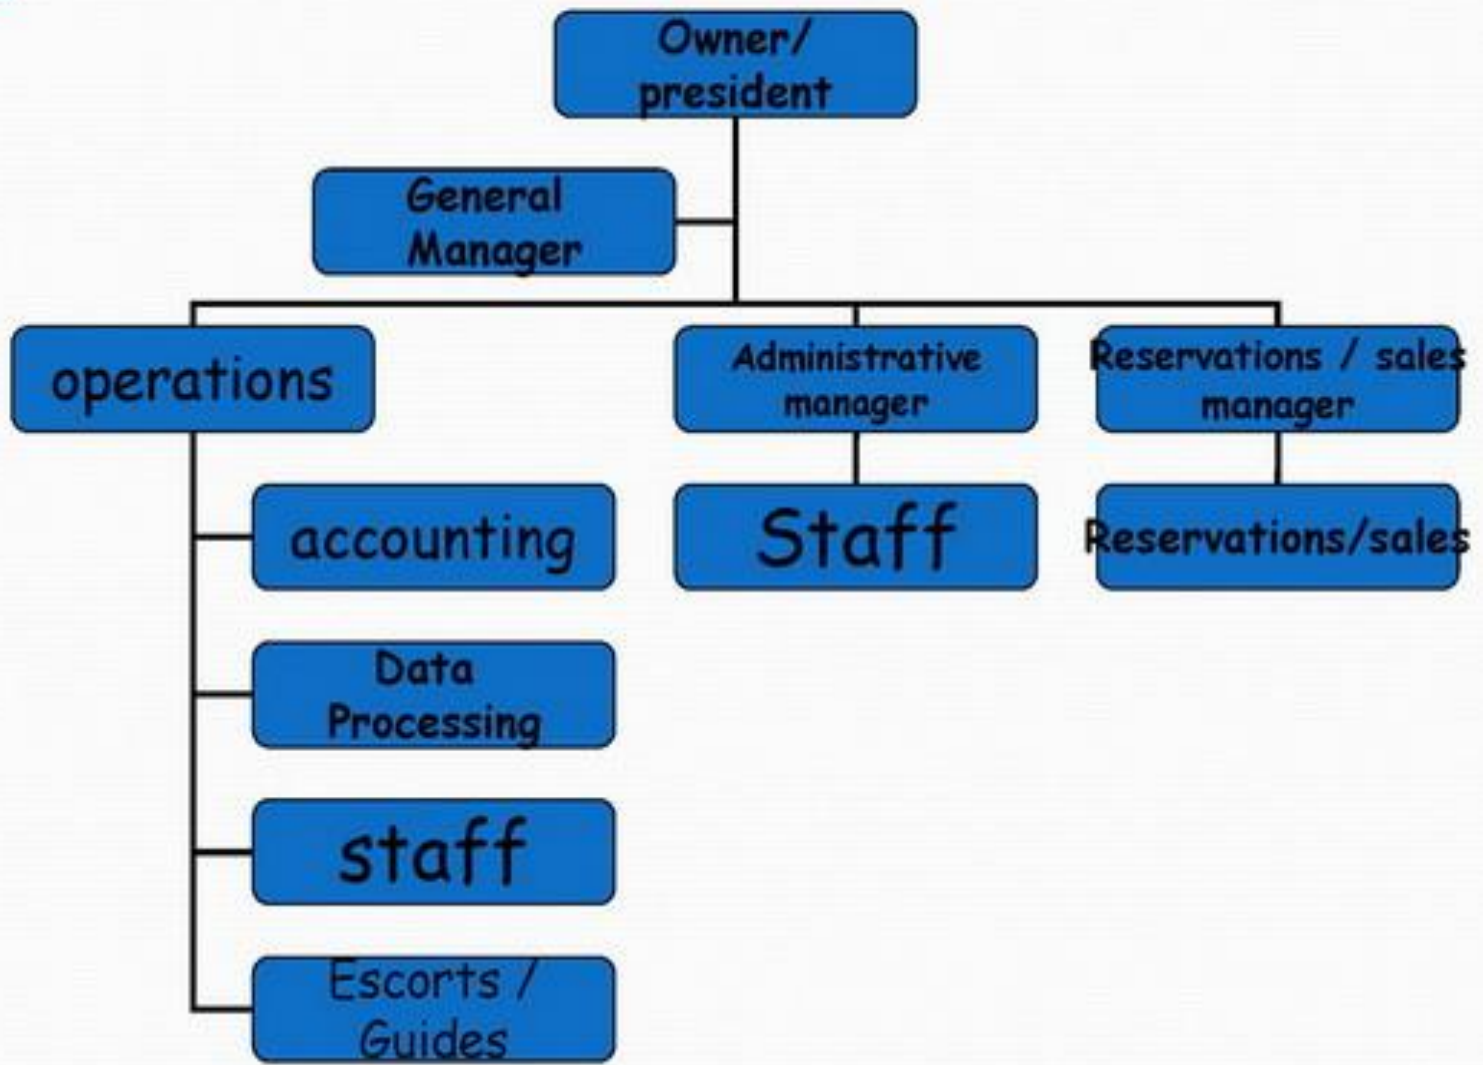 Owner/
president
General
Manager
operations
Administrative
manager
Reservations / sales
manager
accounting
Staff
Reservations/sales
Data
Processing
staff
Escorts /
Guides